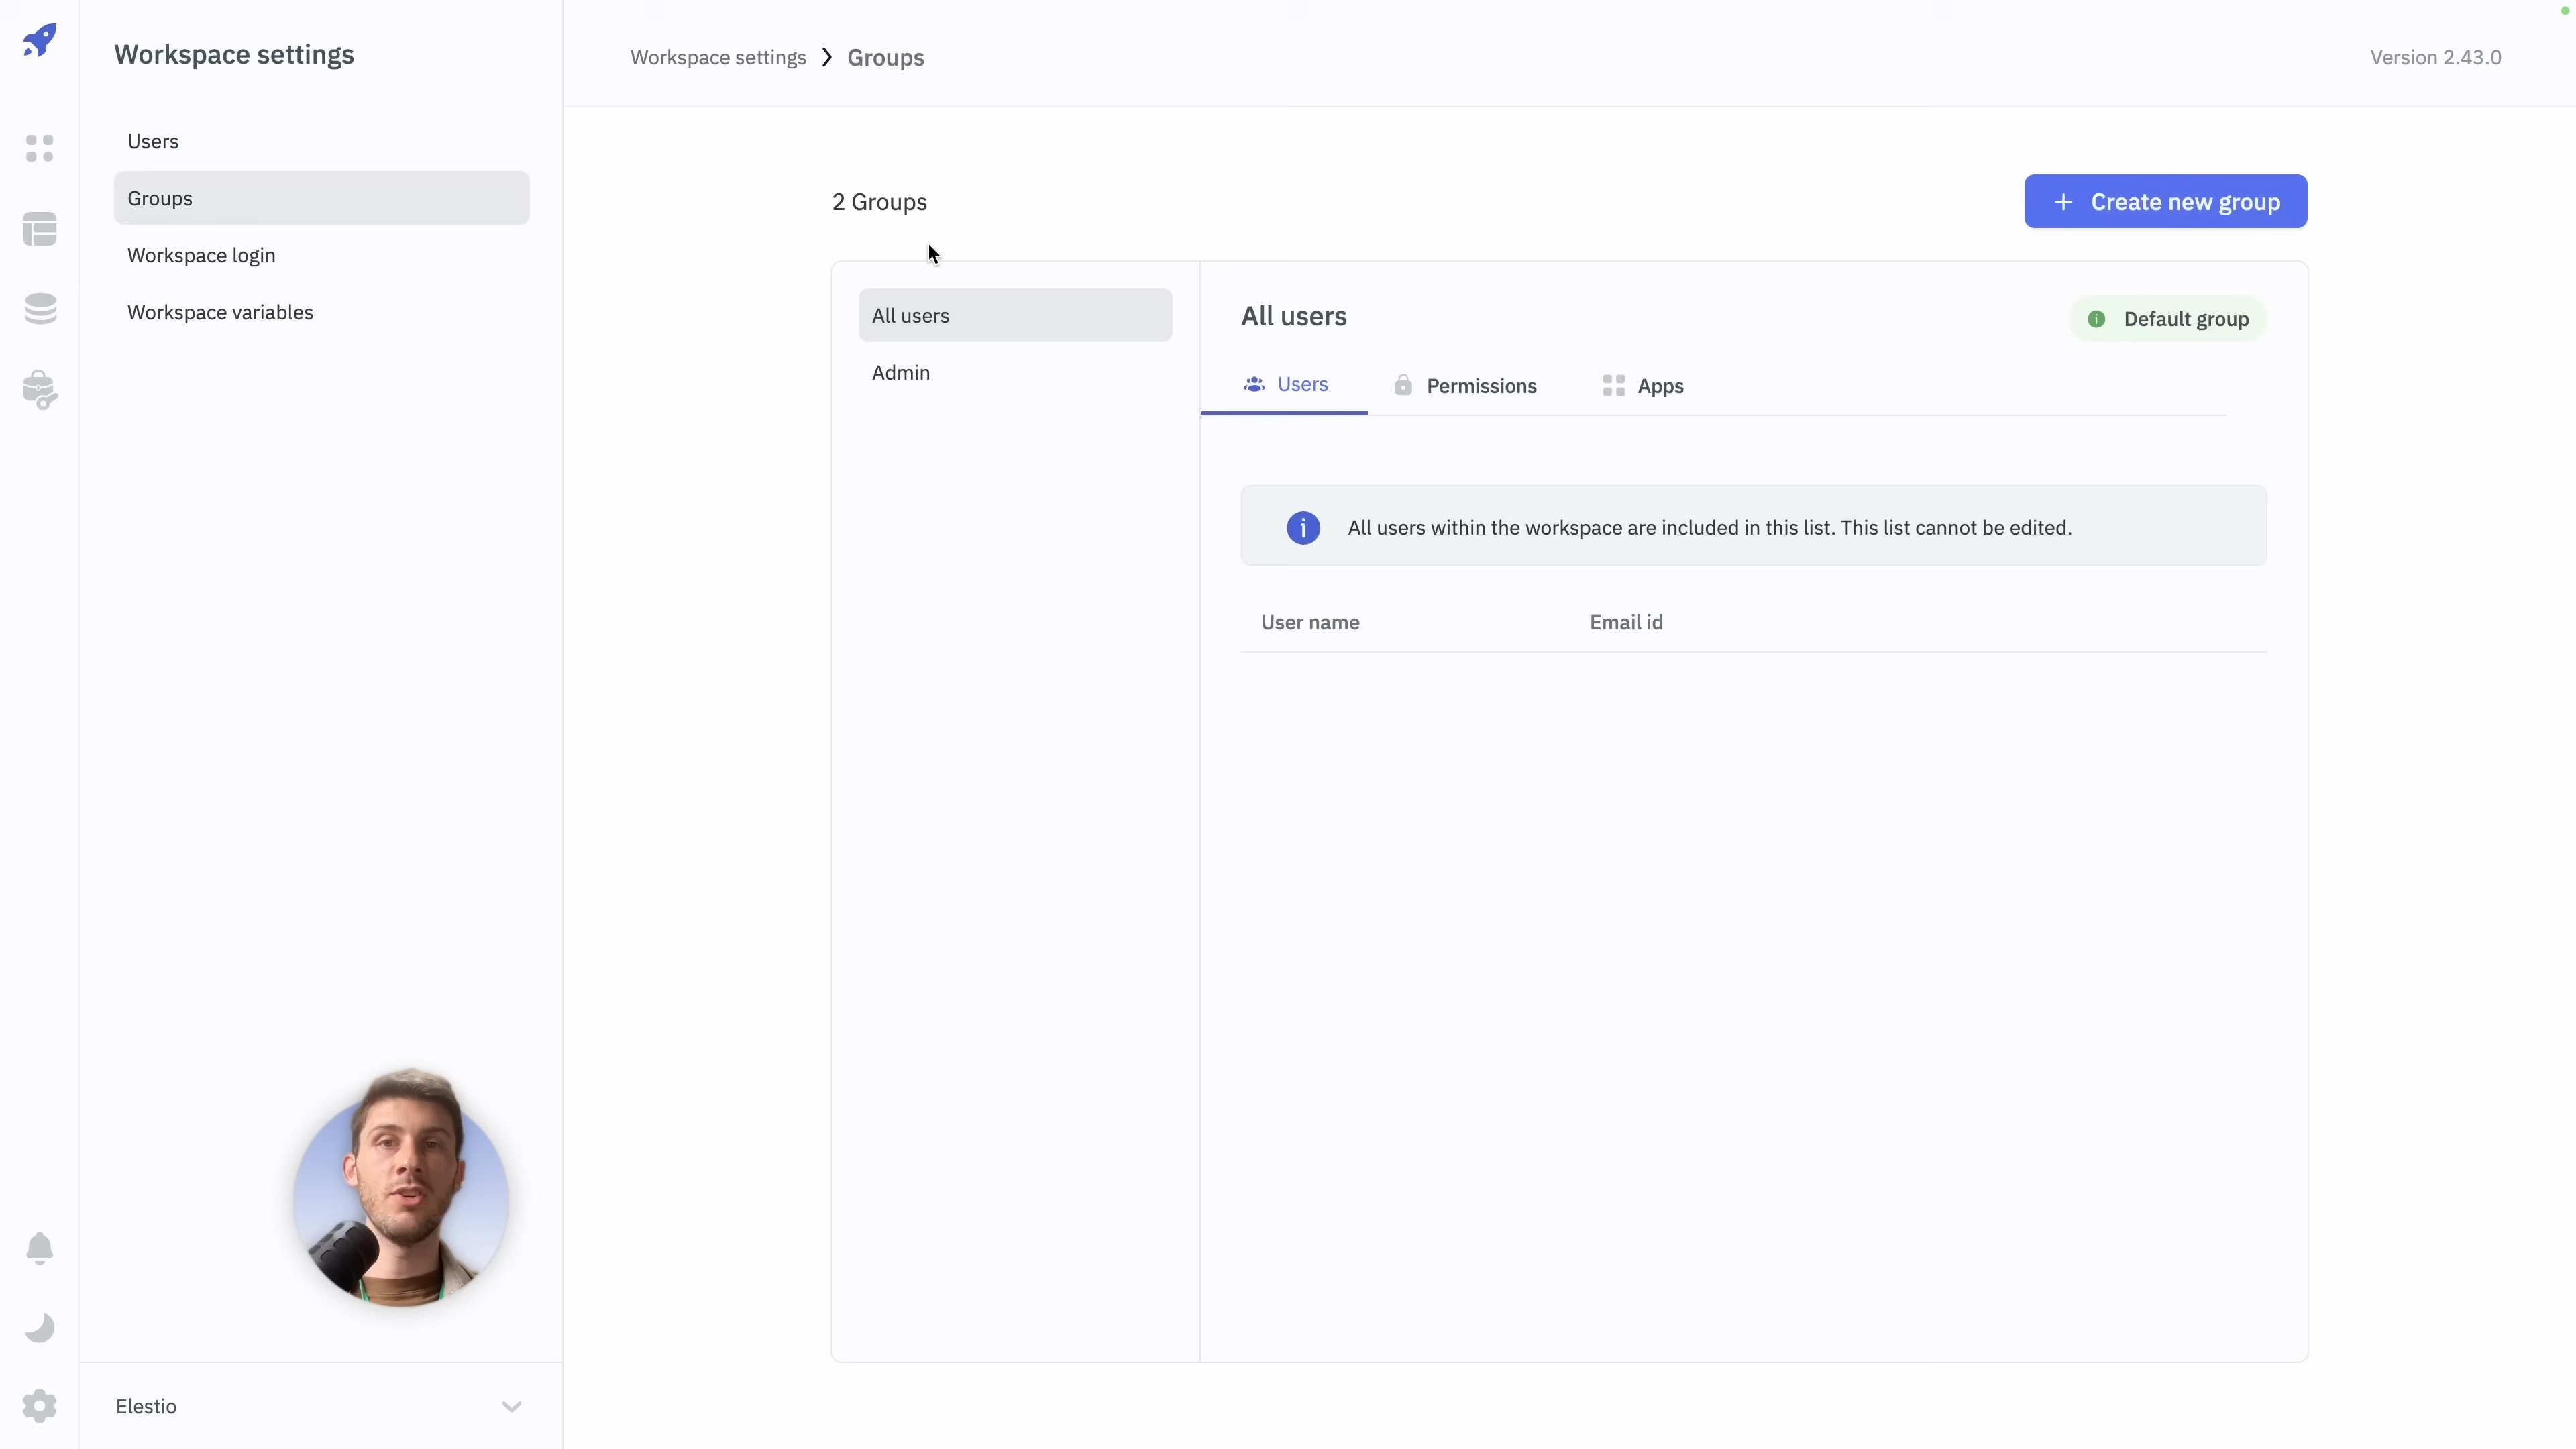 Workspace settings
Users
Groups
Workspace login
Workspace variables
Elestio
Workspace settings > Groups
Version 2.43.0
2 Groups
+ Create new group
All users
Admin
All users
Default group
Users
Permissions
Apps
All users within the workspace are included in this list. This list cannot be edited.
User name
Email id